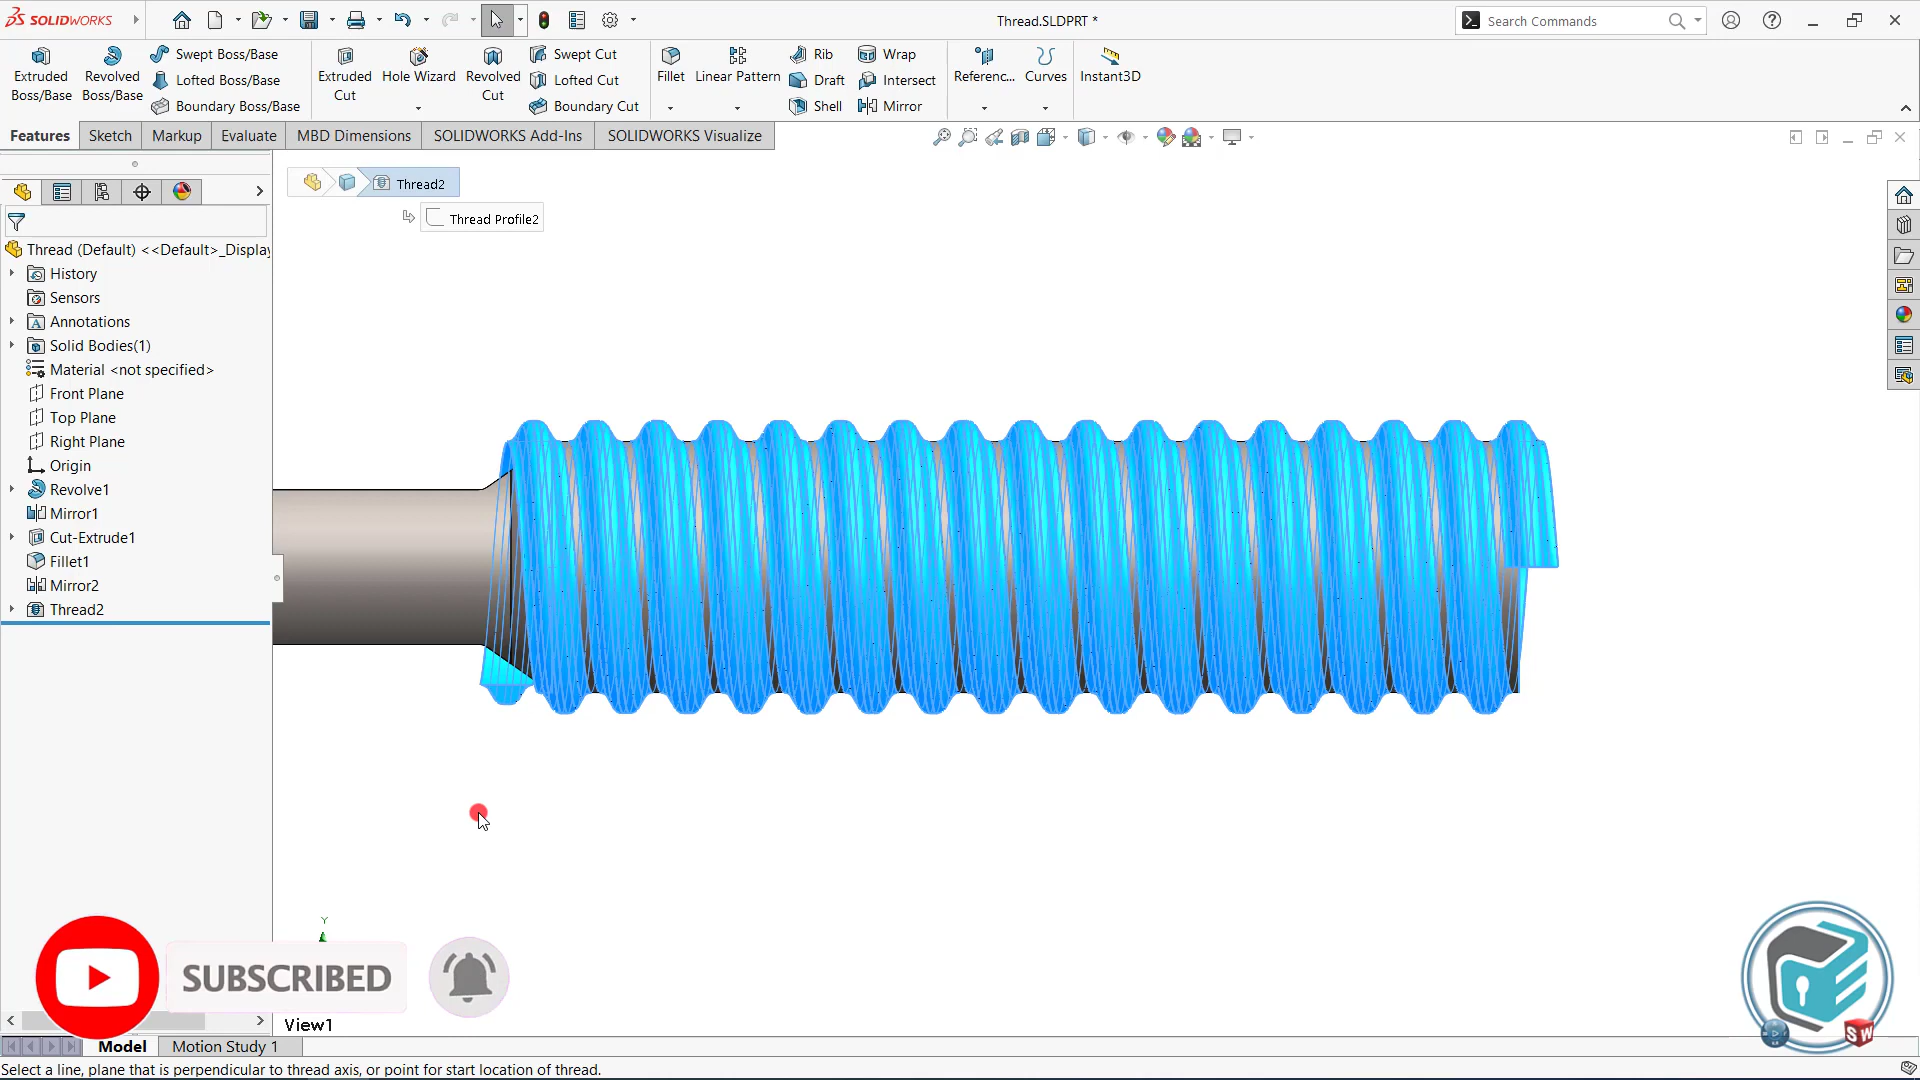 SOLIDWORKS
Thread.SLDPRT *
Search Commands
Extruded Boss/Base
Revolved Boss/Base
Swept Boss/Base
Lofted Boss/Base
Boundary Boss/Base
Extruded Cut
Hole Wizard
Revolved Cut
Swept Cut
Lofted Cut
Boundary Cut
Fillet
Linear Pattern
Rib
Draft
Shell
Wrap
Intersect
Mirror
Referenc...
Curves
Instant3D
Features
Sketch
Markup
Evaluate
MBD Dimensions
SOLIDWORKS Add-Ins
SOLIDWORKS Visualize
Thread2
Thread Profile2
Thread (Default) <<Default>_Displa
History
Sensors
Annotations
Solid Bodies(1)
Material <not specified>
Front Plane
Top Plane
Right Plane
Origin
Revolve1
Mirror1
Cut-Extrude1
Fillet1
Mirror2
Thread2
Y
SUBSCRIBED
View1
SW
Model
Motion Study 1
Select a line, plane that is perpendicular to thread axis, or point for start location of thread.